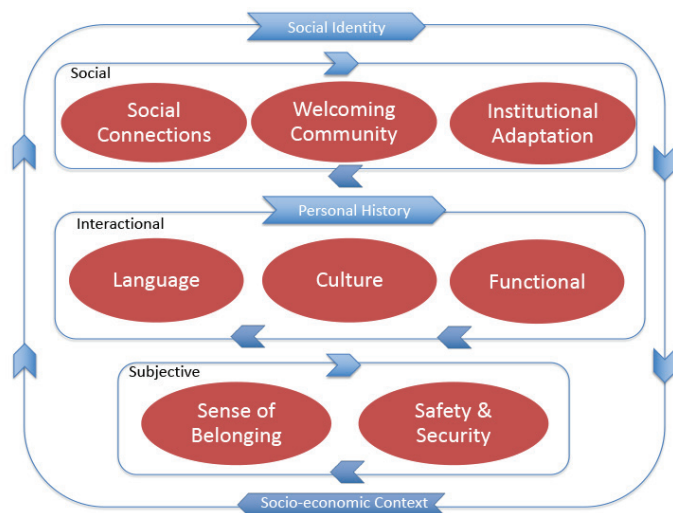 Social Identity
Social
Social
Connections
Welcoming
Community
Institutional
Adaptation
Personal History
Interactional
Language
Culture
Functional
Subjective
Sense of
Belonging
Safety &
Security
Socio-economic Context